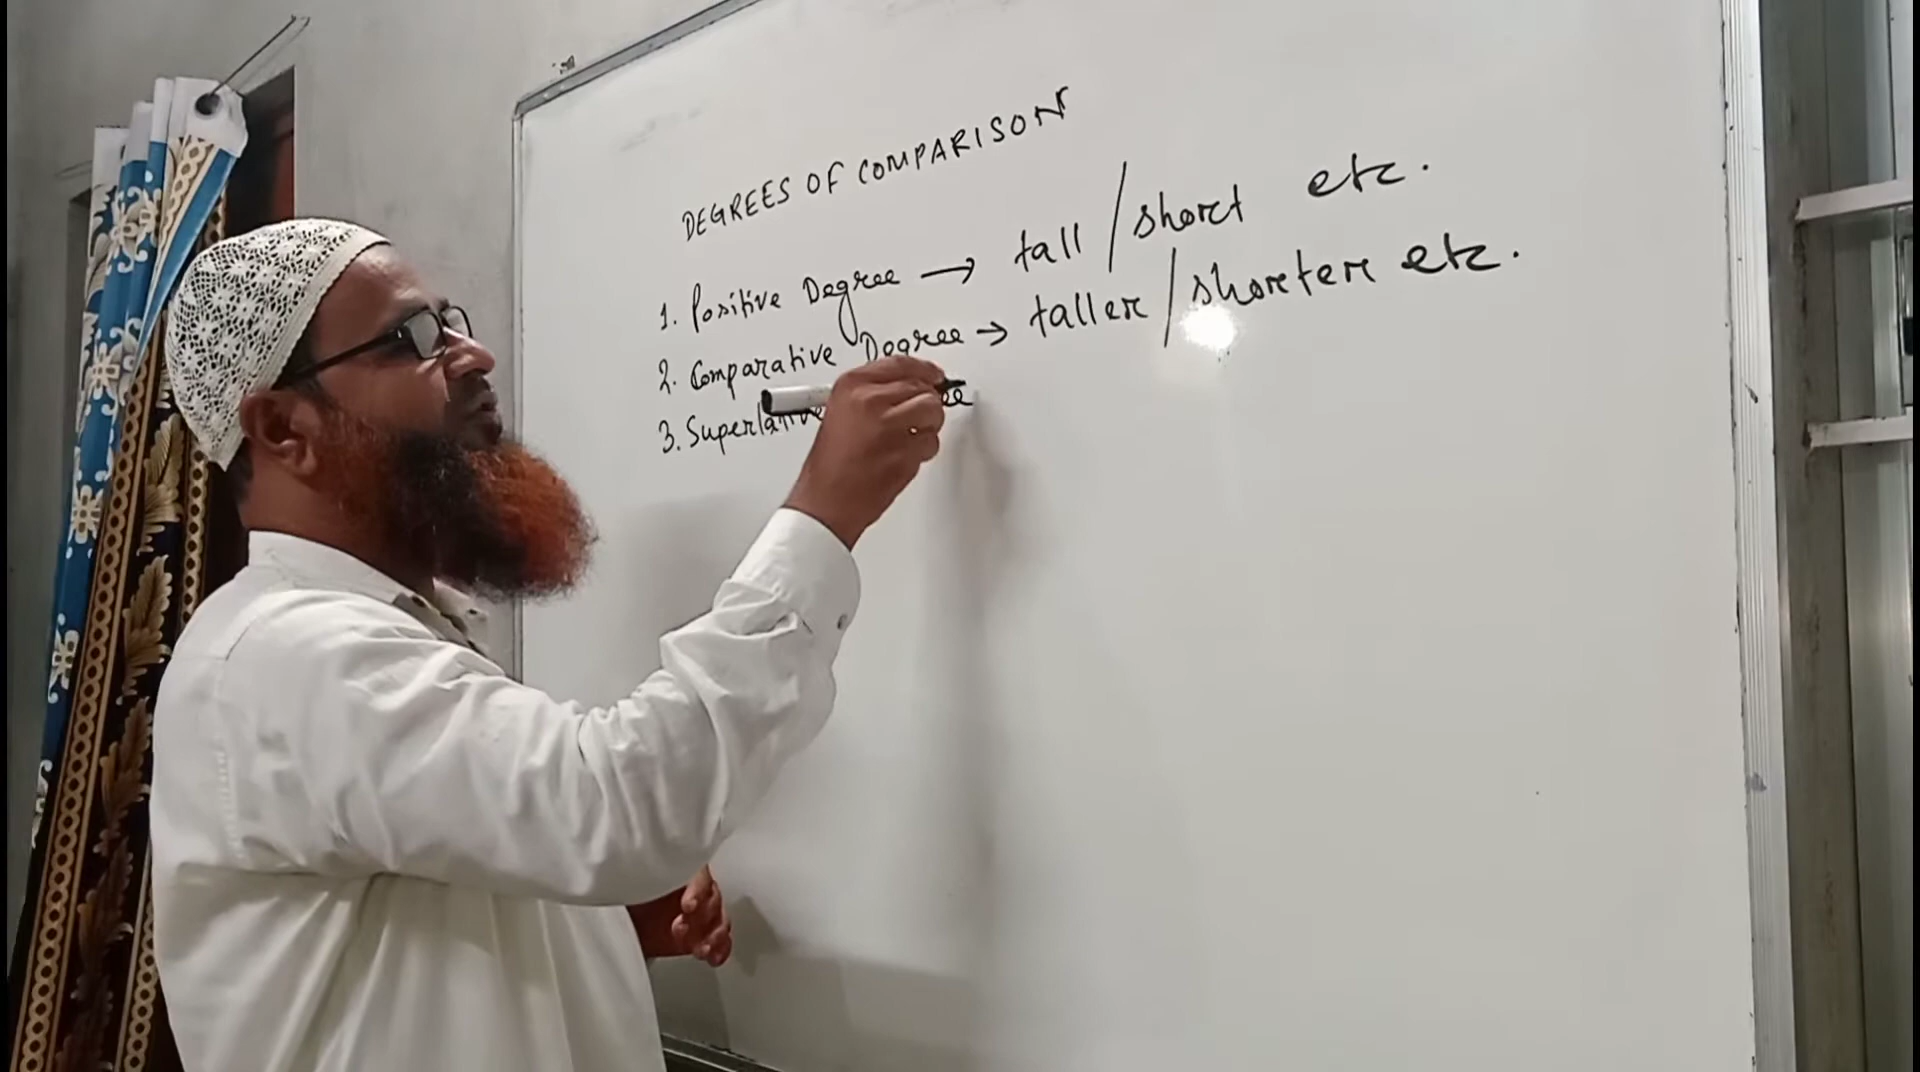 DEGREES OF COMPARISON
1. Positive Degree → tall / short etc.
2. Comparative Degree → taller / shorter etc.
3. Superlative